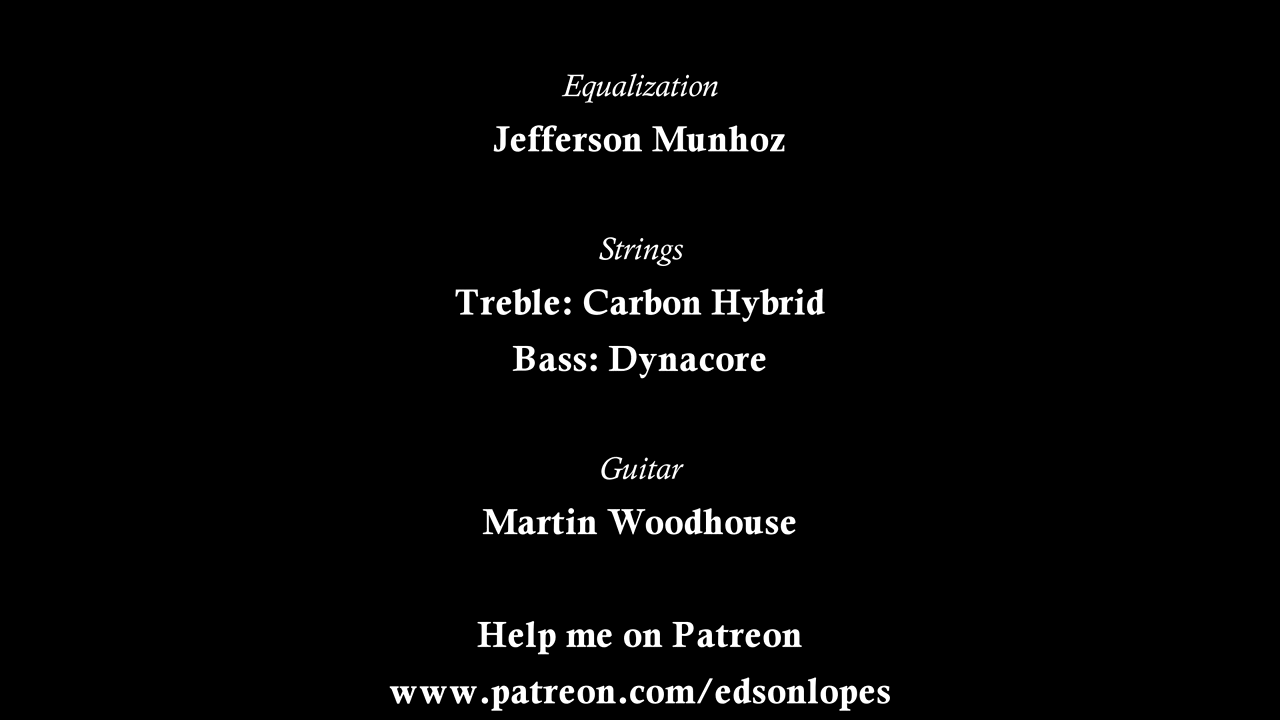 Equalization
Jefferson Munhoz
Strings
Treble: Carbon Hybrid
Bass: Dynacore
Guitar
Martin Woodhouse
Help me on Patreon
www.patreon.com/edsonlopes